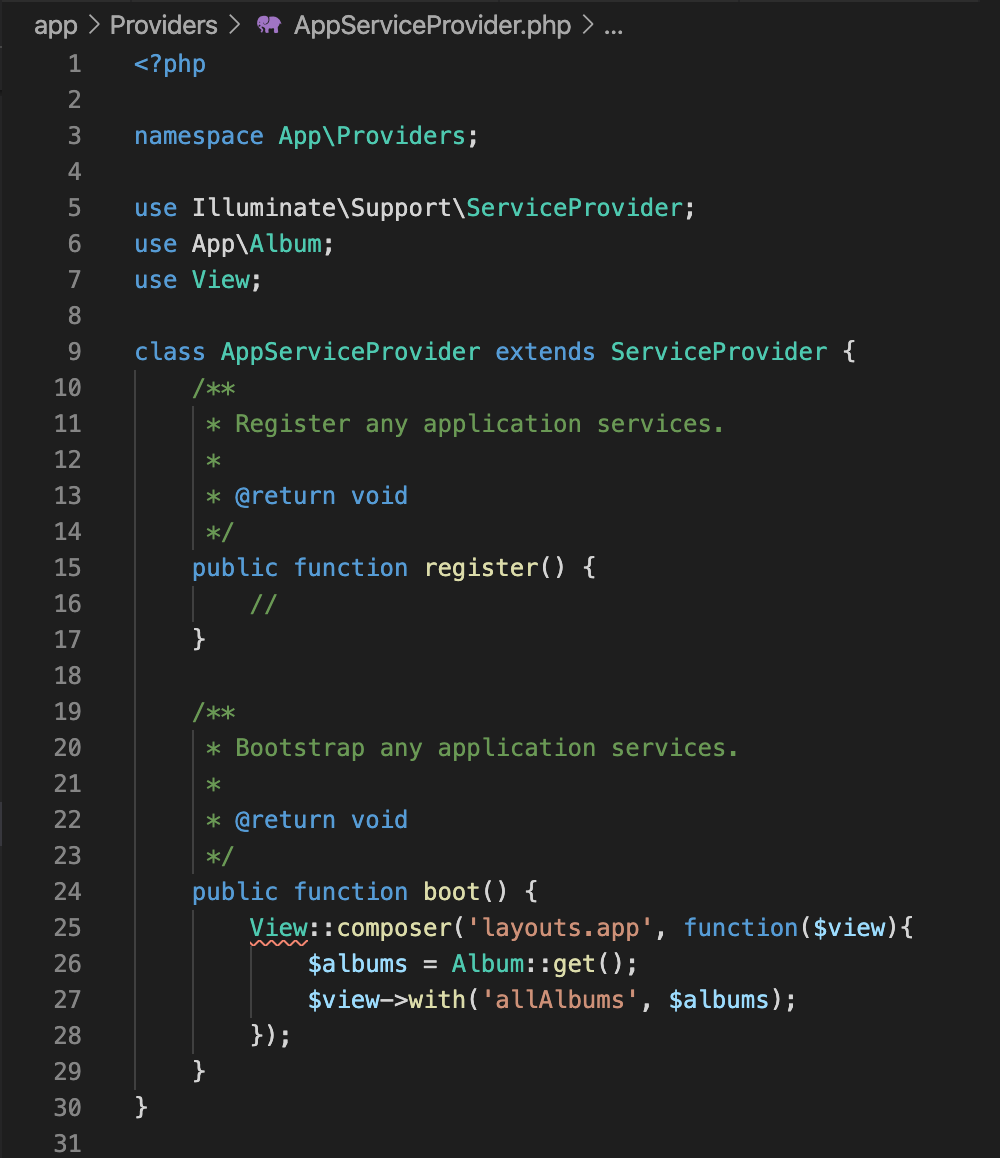 app > Providers > AppServiceProvider.php > ...
1 <?php
2
3 namespace App\Providers;
4
5 use Illuminate\Support\ServiceProvider;
6 use App\Album;
7 use View;
8
9 class AppServiceProvider extends ServiceProvider {
10     /**
11      * Register any application services.
12      *
13      * @return void
14      */
15     public function register() {
16         //
17     }
18
19     /**
20      * Bootstrap any application services.
21      *
22      * @return void
23      */
24     public function boot() {
25         View::composer('layouts.app', function($view){
26             $albums = Album::get();
27             $view->with('allAlbums', $albums);
28         });
29     }
30 }
31